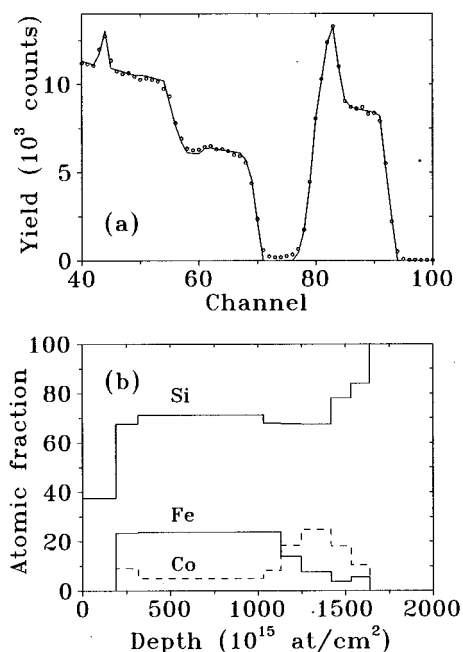 10
5
0
Yield (10³ counts)
(a)
40
60
80
100
Channel
100
80
60
40
20
0
Atomic fraction
(b)
Si
Fe
Co
0
500
1000
1500
2000
Depth (10¹⁵ at/cm²)